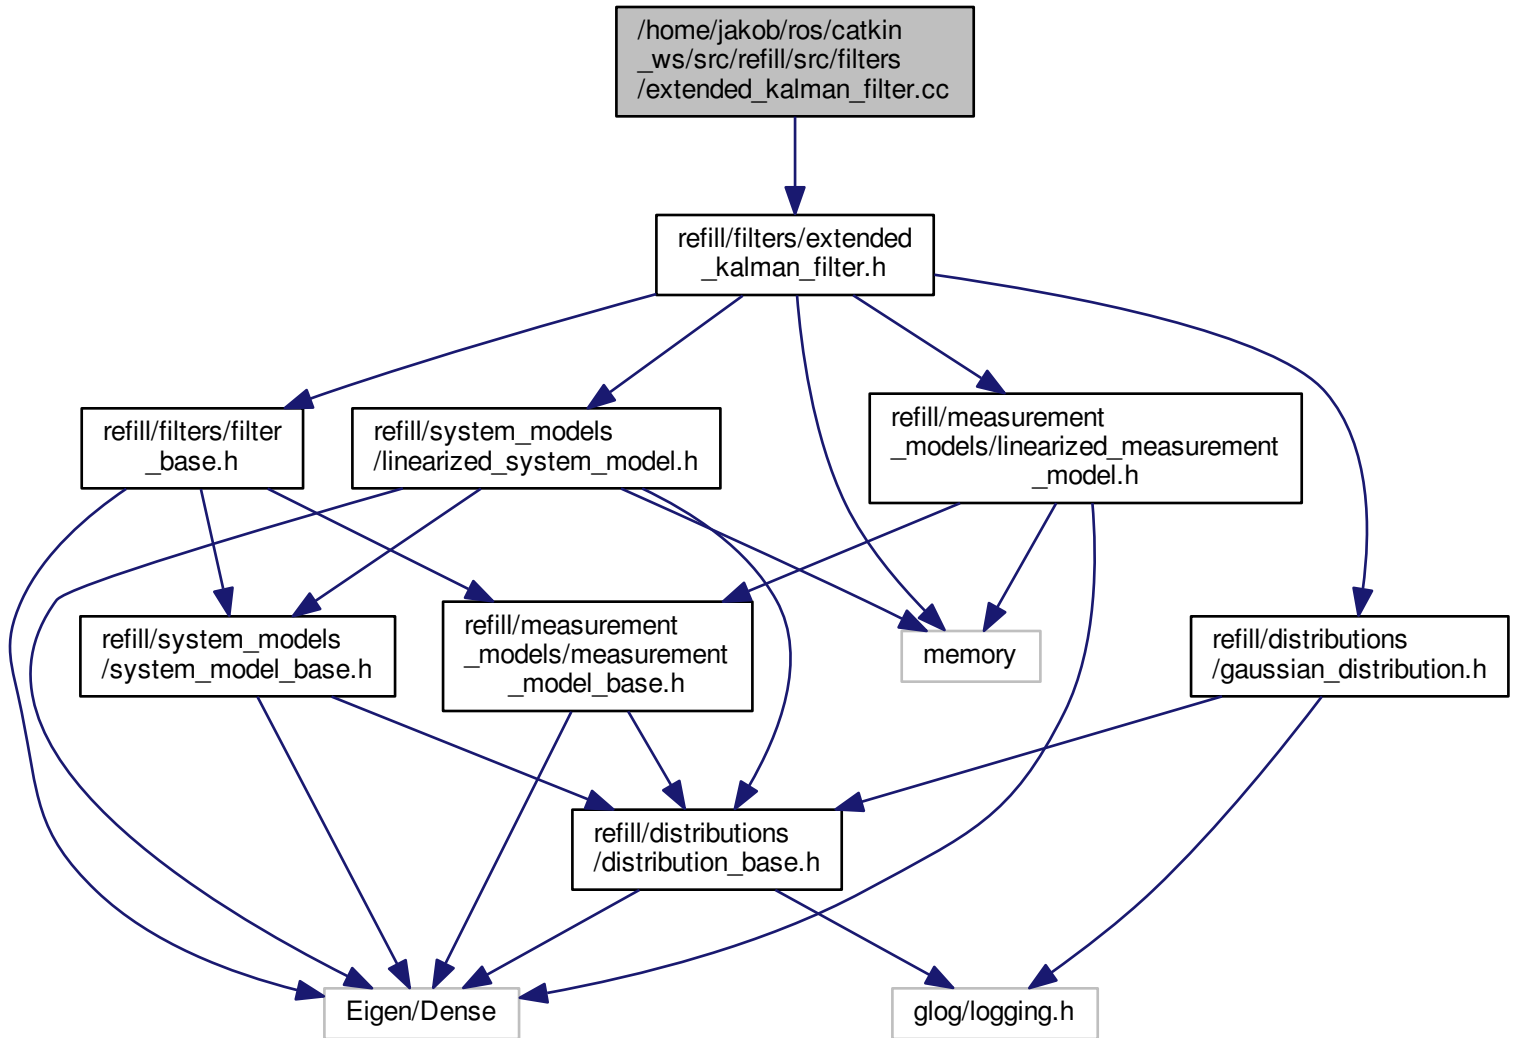 /home/jakob/ros/catkin
_ws/src/refill/src/filters
/extended_kalman_filter.cc
refill/filters/extended
_kalman_filter.h
refill/filters/filter
_base.h
refill/system_models
/linearized_system_model.h
refill/measurement
_models/linearized_measurement
_model.h
refill/system_models
/system_model_base.h
refill/measurement
_models/measurement
_model_base.h
memory
refill/distributions
/gaussian_distribution.h
refill/distributions
/distribution_base.h
Eigen/Dense
glog/logging.h